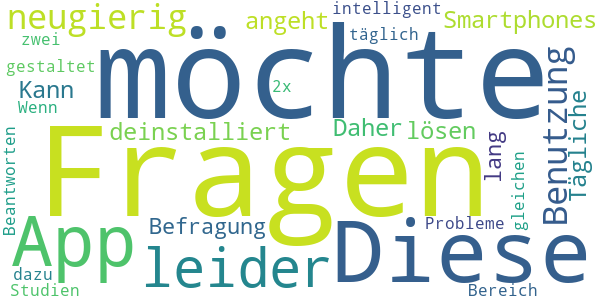 neugierig
angeht
intelligent
Smartphones
zwei
täglich
gestaltet
möchte
Kann
2x
Wenn
Benutzung
Tägliche
deinstalliert
Daher
lösen
Fragen
lang
Beantworten
gleichen
App
Befragung
Probleme
Diese
leider
dazu
Studien
Bereich